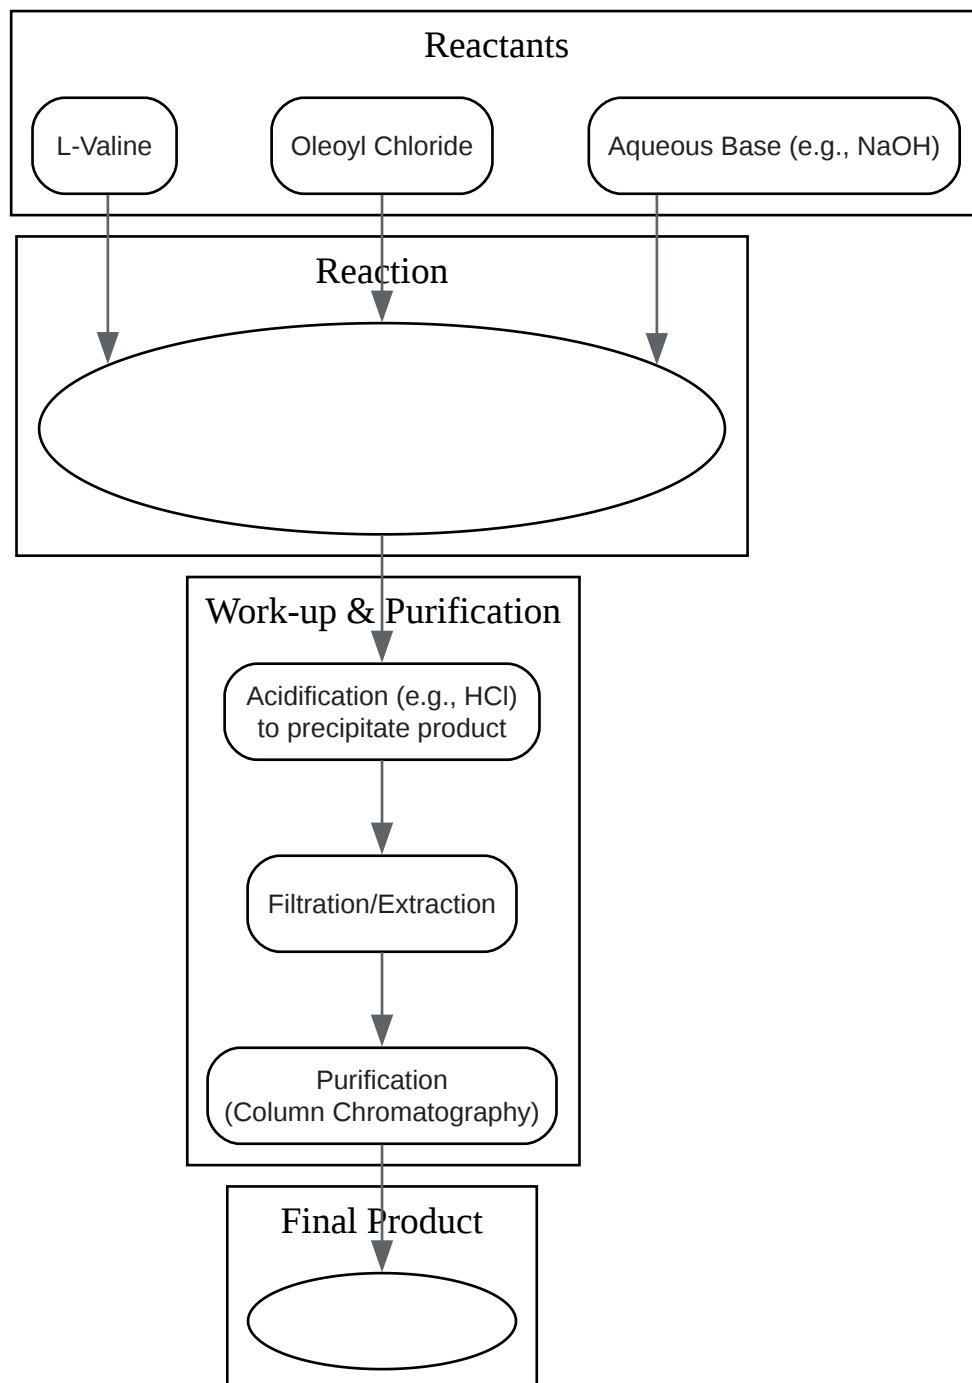 Reactants
L-Valine
Oleoyl Chloride
Aqueous Base (e.g., NaOH)
Reaction
Work-up & Purification
Acidification (e.g., HCl)
to precipitate product
Filtration/Extraction
Purification
(Column Chromatography)
Final Product